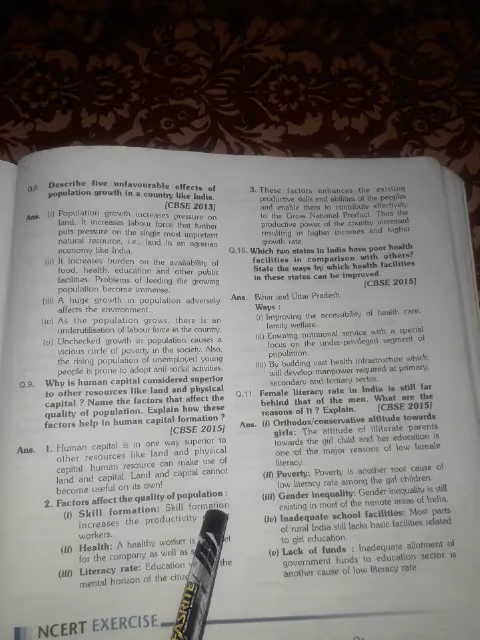 Q.8. Describe five unfavourable effects of
population growth in a country like India.
[CBSE 2013]
Ans. (i) Population growth increases pressure on
land. It increases labour force that further
puts pressure on the single most important
natural resource, i.e., land in an agrarian
economy like India.
(ii) It increases burden on the availability of
food, health, education and other public
facilities. Problems of feeding the growing
population become immense.
(iii) A huge growth in population adversely
affects the environment.
(iv) As the population grows, there is an
underutilisation of labour force in the country.
(v) Unchecked growth in population causes a
vicious circle of poverty in the society. Also,
the rising population of unemployed young
people is prone to adopt anti-social activities.
Q.9. Why is human capital considered superior
to other resources like land and physical
capital ? Name the factors that affect the
quality of population. Explain how these
factors help in human capital formation ?
[CBSE 2015]
Ans. 1. Human capital is in one way superior to
other resources like land and physical
capital: human resource can make use of
land and capital. Land and capital cannot
become useful on its own!
2. Factors affect the quality of population :
(i) Skill formation: Skill formation
increases the productivity
workers.
(ii) Health: A healthy worker is
for the company as well as
(iii) Literacy rate: Education the
mental horizon of the
NCERT EXERCISE
3. These factors enhances the existing
productive skills and abilities of the peoples
and enable them to contribute effectively
to the Gross National Product. Thus the
productive power of the country increased
resulting in higher incomes and higher
growth rate.
Q.10. Which two states in India have poor health
facilities in comparison with others?
State the ways by which health facilities
in these states can be improved.
[CBSE 2015]
Ans. Bihar and Uttar Pradesh.
Ways :
(i) Improving the accessibility of health care,
family welfare.
(ii) Ensuring nutritional service with a special
focus on the under-privileged segment of
population.
(iii) By building vast health infrastructure which
will develop manpower required at primary,
secondary and tertiary sector.
Q.11. Female literacy rate in India is still far
behind that of the men. What are the
reasons of it ? Explain. [CBSE 2015]
Ans. (i) Orthodox/conservative attitude towards
girls: The attitude of illiterate parents
towards the girl child and her education is
one of the major reasons of low female
literacy.
(ii) Poverty: Poverty is another root cause of
low literacy rate among the girl children.
(iii) Gender inequality: Gender inequality is still
existing in most of the remote areas of India.
(iv) Inadequate school facilities: Most parts
of rural India still lacks basic facilities related
to girl education.
(v) Lack of funds : Inadequate allotment of
government funds to education sector is
another cause of low literacy rate